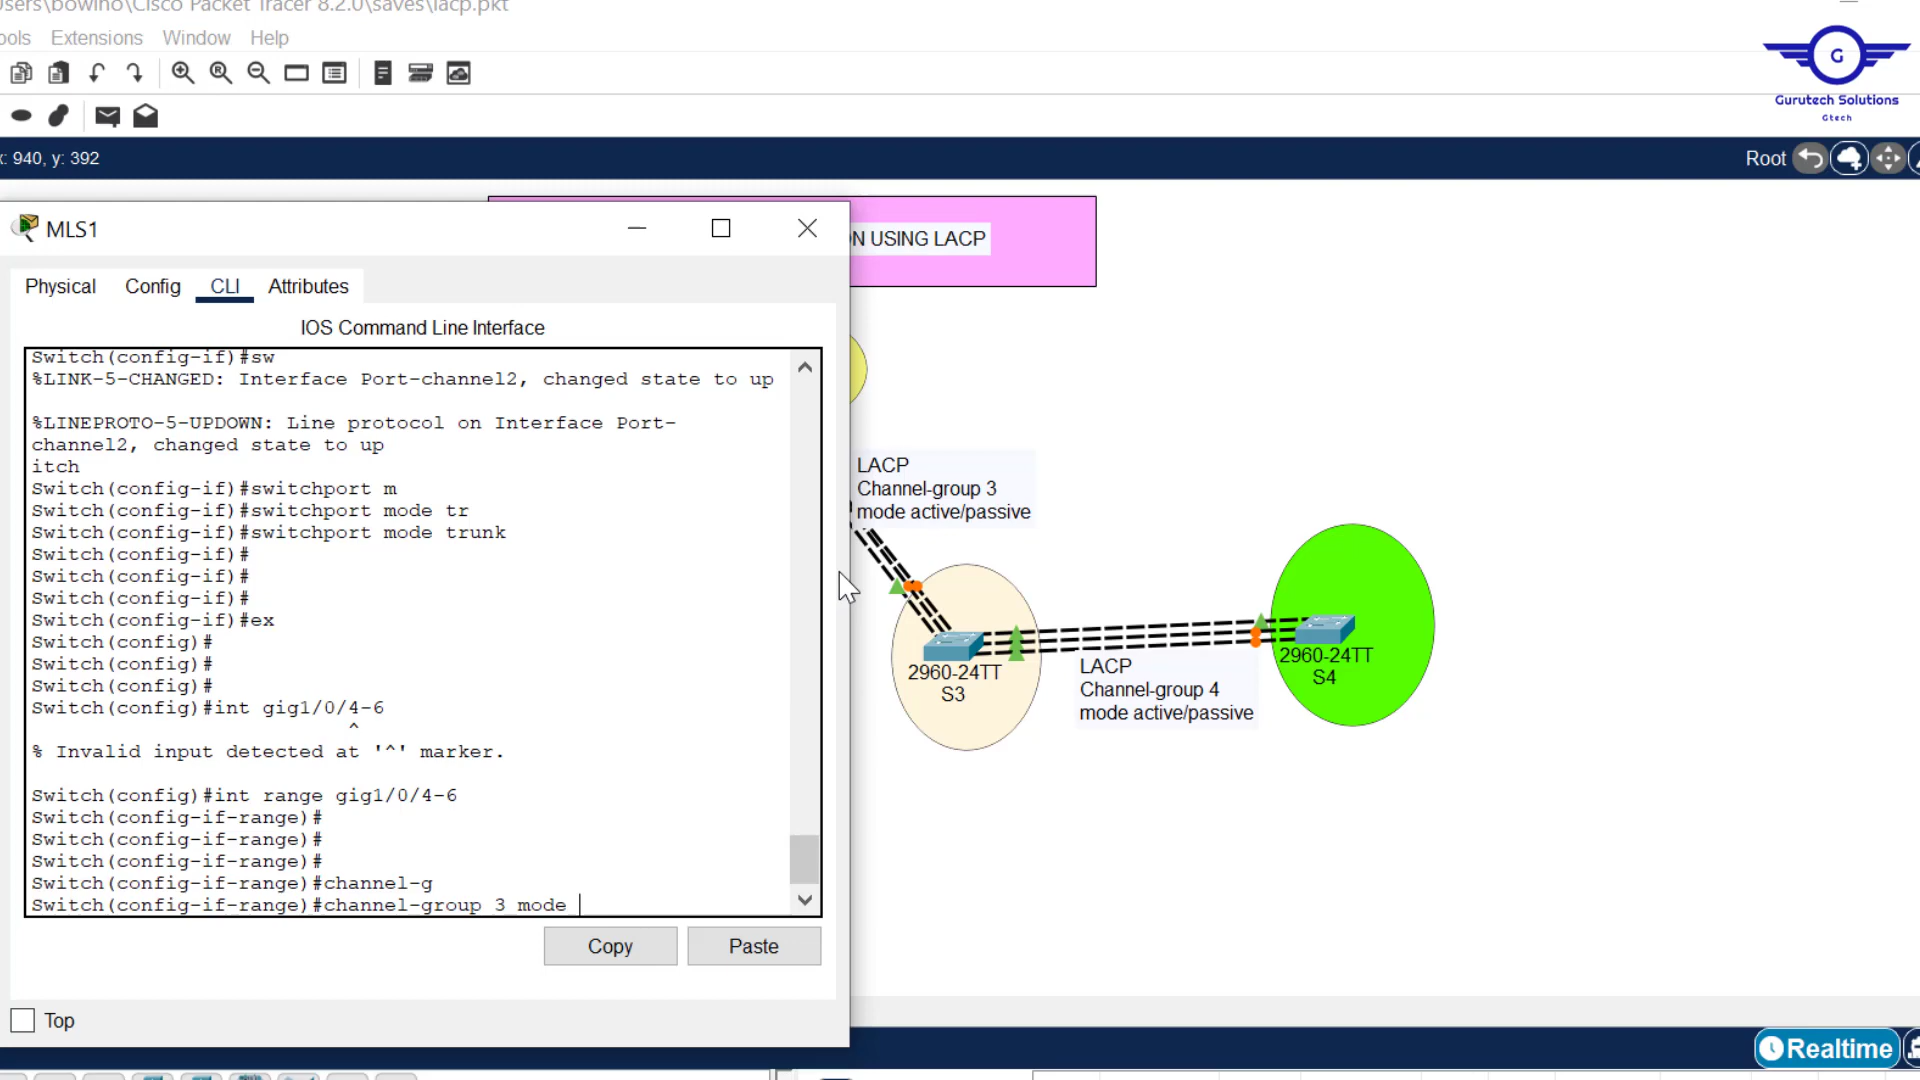 Users\bowino\Cisco Packet Tracer 8.2.0\saves\lacp.pkt
ools Extensions Window Help
G
Gurutech Solutions
Gtech
x: 940, y: 392
Root
MLS1
N USING LACP
Physical Config CLI Attributes
IOS Command Line Interface
Switch(config-if)#sw
%LINK-5-CHANGED: Interface Port-channel2, changed state to up
%LINEPROTO-5-UPDOWN: Line protocol on Interface Port-
channel2, changed state to up
itch
Switch(config-if)#switchport m
Switch(config-if)#switchport mode tr
Switch(config-if)#switchport mode trunk
Switch(config-if)#
Switch(config-if)#
Switch(config-if)#
Switch(config-if)#ex
Switch(config)#
Switch(config)#
Switch(config)#
Switch(config)#int gig1/0/4-6
^
% Invalid input detected at '^' marker.
Switch(config)#int range gig1/0/4-6
Switch(config-if-range)#
Switch(config-if-range)#
Switch(config-if-range)#
Switch(config-if-range)#channel-g
Switch(config-if-range)#channel-group 3 mode
Copy Paste
Top
LACP
Channel-group 3
mode active/passive
2960-24TT
S3
LACP
Channel-group 4
mode active/passive
2960-24TT
S4
Realtime